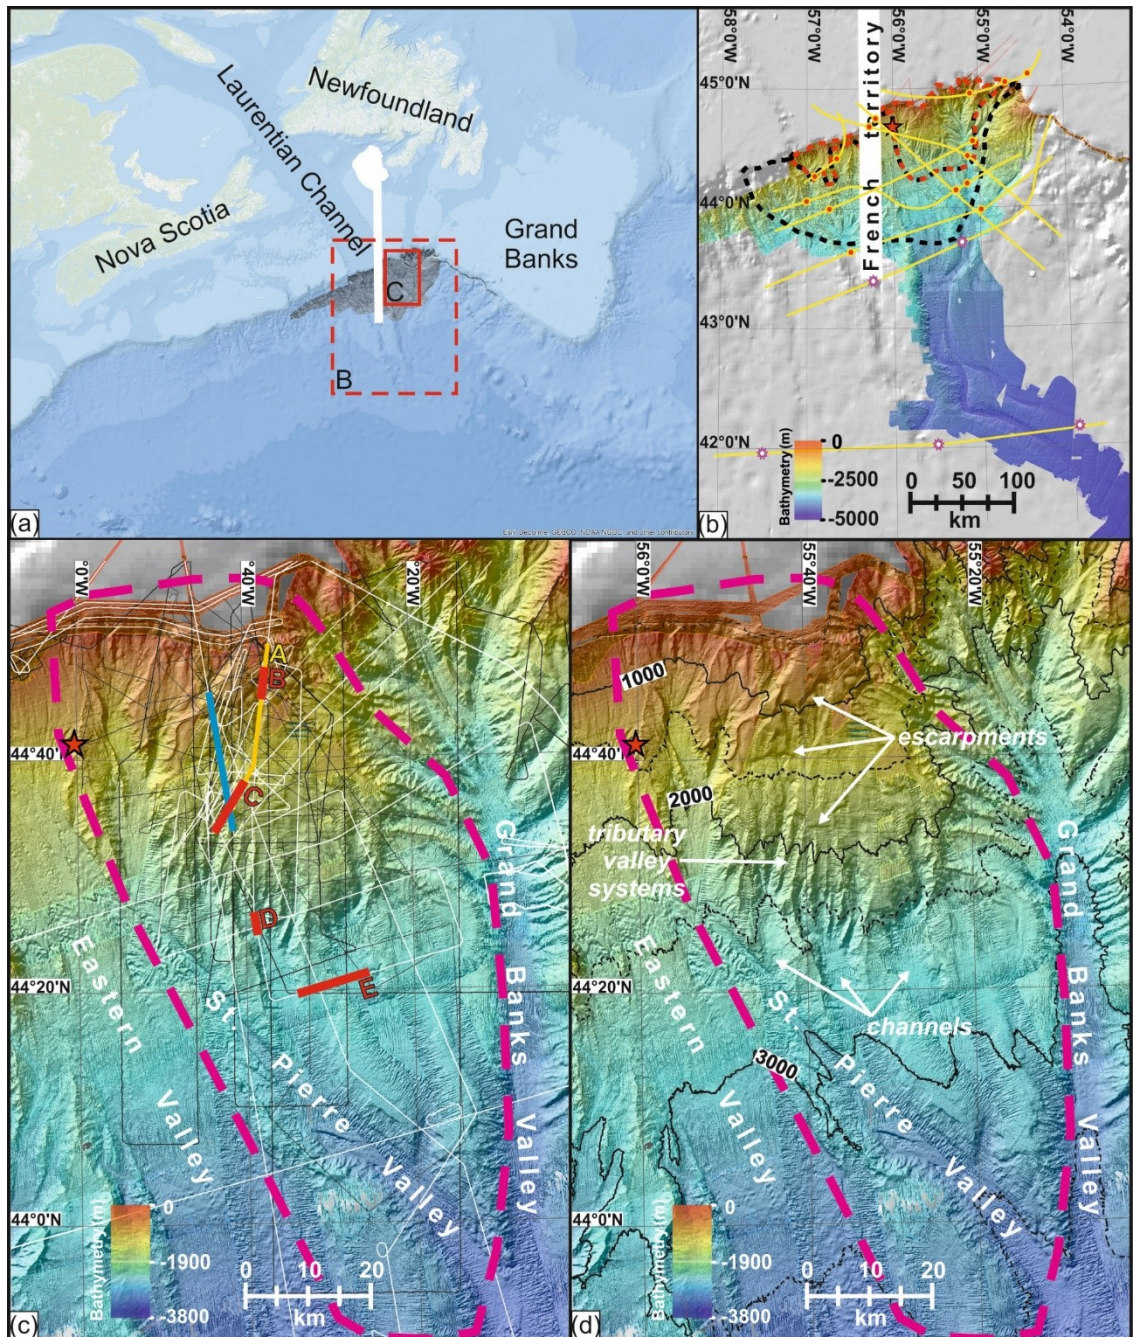 Newfoundland
Laurentian Channel
Nova Scotia
Grand
Banks
C
B
(a)
58°0'W
57°0'W
56°0'W
55°0'W
54°0'W
45°0'N
44°0'N
43°0'N
42°0'N
French territory
Bathymetry (m)
0
-2500
-5000
0 50 100
km
(b)
°0'W
°40'W
°20'W
A
B
C
D
E
44°40'N
44°20'N
44°0'N
Eastern Valley
St. Pierre Valley
Grand Banks Valley
Bathymetry (m)
0
-1900
-3800
0 10 20
km
(c)
56°0'W
55°40'W
55°20'W
1000
2000
3000
44°40'N
44°20'N
44°0'N
escarpments
tributary
valley
systems
channels
Eastern Valley
St. Pierre Valley
Grand Banks Valley
Bathymetry (m)
0
-1900
-3800
0 10 20
km
(d)